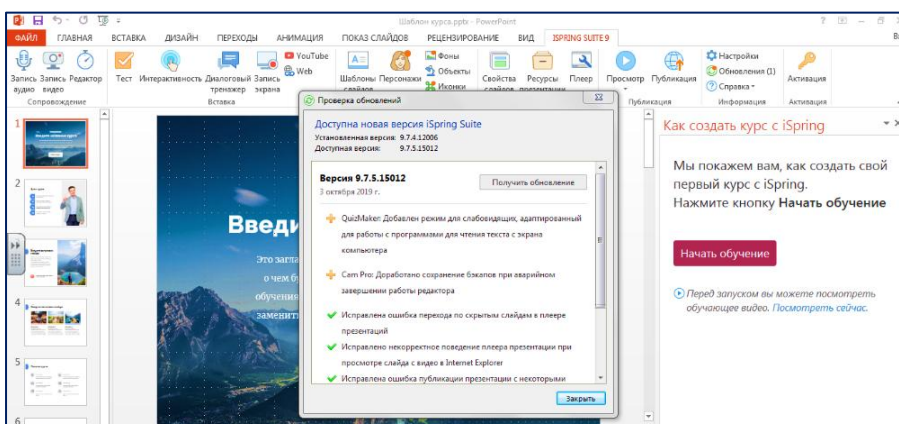 Шаблон курса.pptx - PowerPoint
ФАЙЛ ГЛАВНАЯ ВСТАВКА ДИЗАЙН ПЕРЕХОДЫ АНИМАЦИЯ ПОКАЗ СЛАЙДОВ РЕЦЕНЗИРОВАНИЕ ВИД ISPRING SUITE 9
YouTube
Web
Фоны
Объекты
Иконки
Настройки
Обновления (1)
Справка
Запись аудио
Запись видео
Редактор
Тест
Интерактивность
Диалоговый тренажер
Запись экрана
Шаблоны слайдов
Персонажи
Свойства слайдов
Ресурсы презентации
Плеер
Просмотр
Публикация
Активация
Сопровождение
Вставка
Публикация
Информация
Активация
Проверка обновлений
Доступна новая версия iSpring Suite
Установленная версия: 9.7.4.12006
Доступная версия: 9.7.5.15012
Версия 9.7.5.15012
3 октября 2019 г.
Получить обновление
QuizMaker: Добавлен режим для слабовидящих, адаптированный
для работы с программами для чтения текста с экрана
компьютера
Cam Pro: Доработано сохранение бэкапов при аварийном
завершении работы редактора
Исправлена ошибка перехода по скрытым слайдам в плеере
презентаций
Исправлено некорректное поведение плеера презентации при
просмотре слайда с видео в Internet Explorer
Исправлена ошибка публикации презентации с некоторыми
Закрыть
1
2
4
5
6
Введи
Это загла
о чем б
обучения
заменит
Как создать курс с iSpring
Мы покажем вам, как создать свой
первый курс с iSpring.
Нажмите кнопку Начать обучение
Начать обучение
Перед запуском вы можете посмотреть
обучающее видео. Посмотреть сейчас.